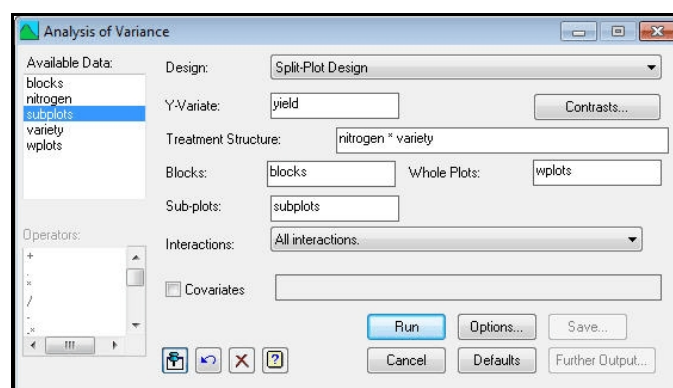 Analysis of Variance
Available Data:
blocks
nitrogen
subplots
variety
wplots
Design: Split-Plot Design
Y-Variate: yield Contrasts...
Treatment Structure: nitrogen * variety
Blocks: blocks Whole Plots: wplots
Sub-plots: subplots
Interactions: All interactions.
Covariates
Operators:
+
.
*
/
-
Run Options... Save...
Cancel Defaults Further Output...